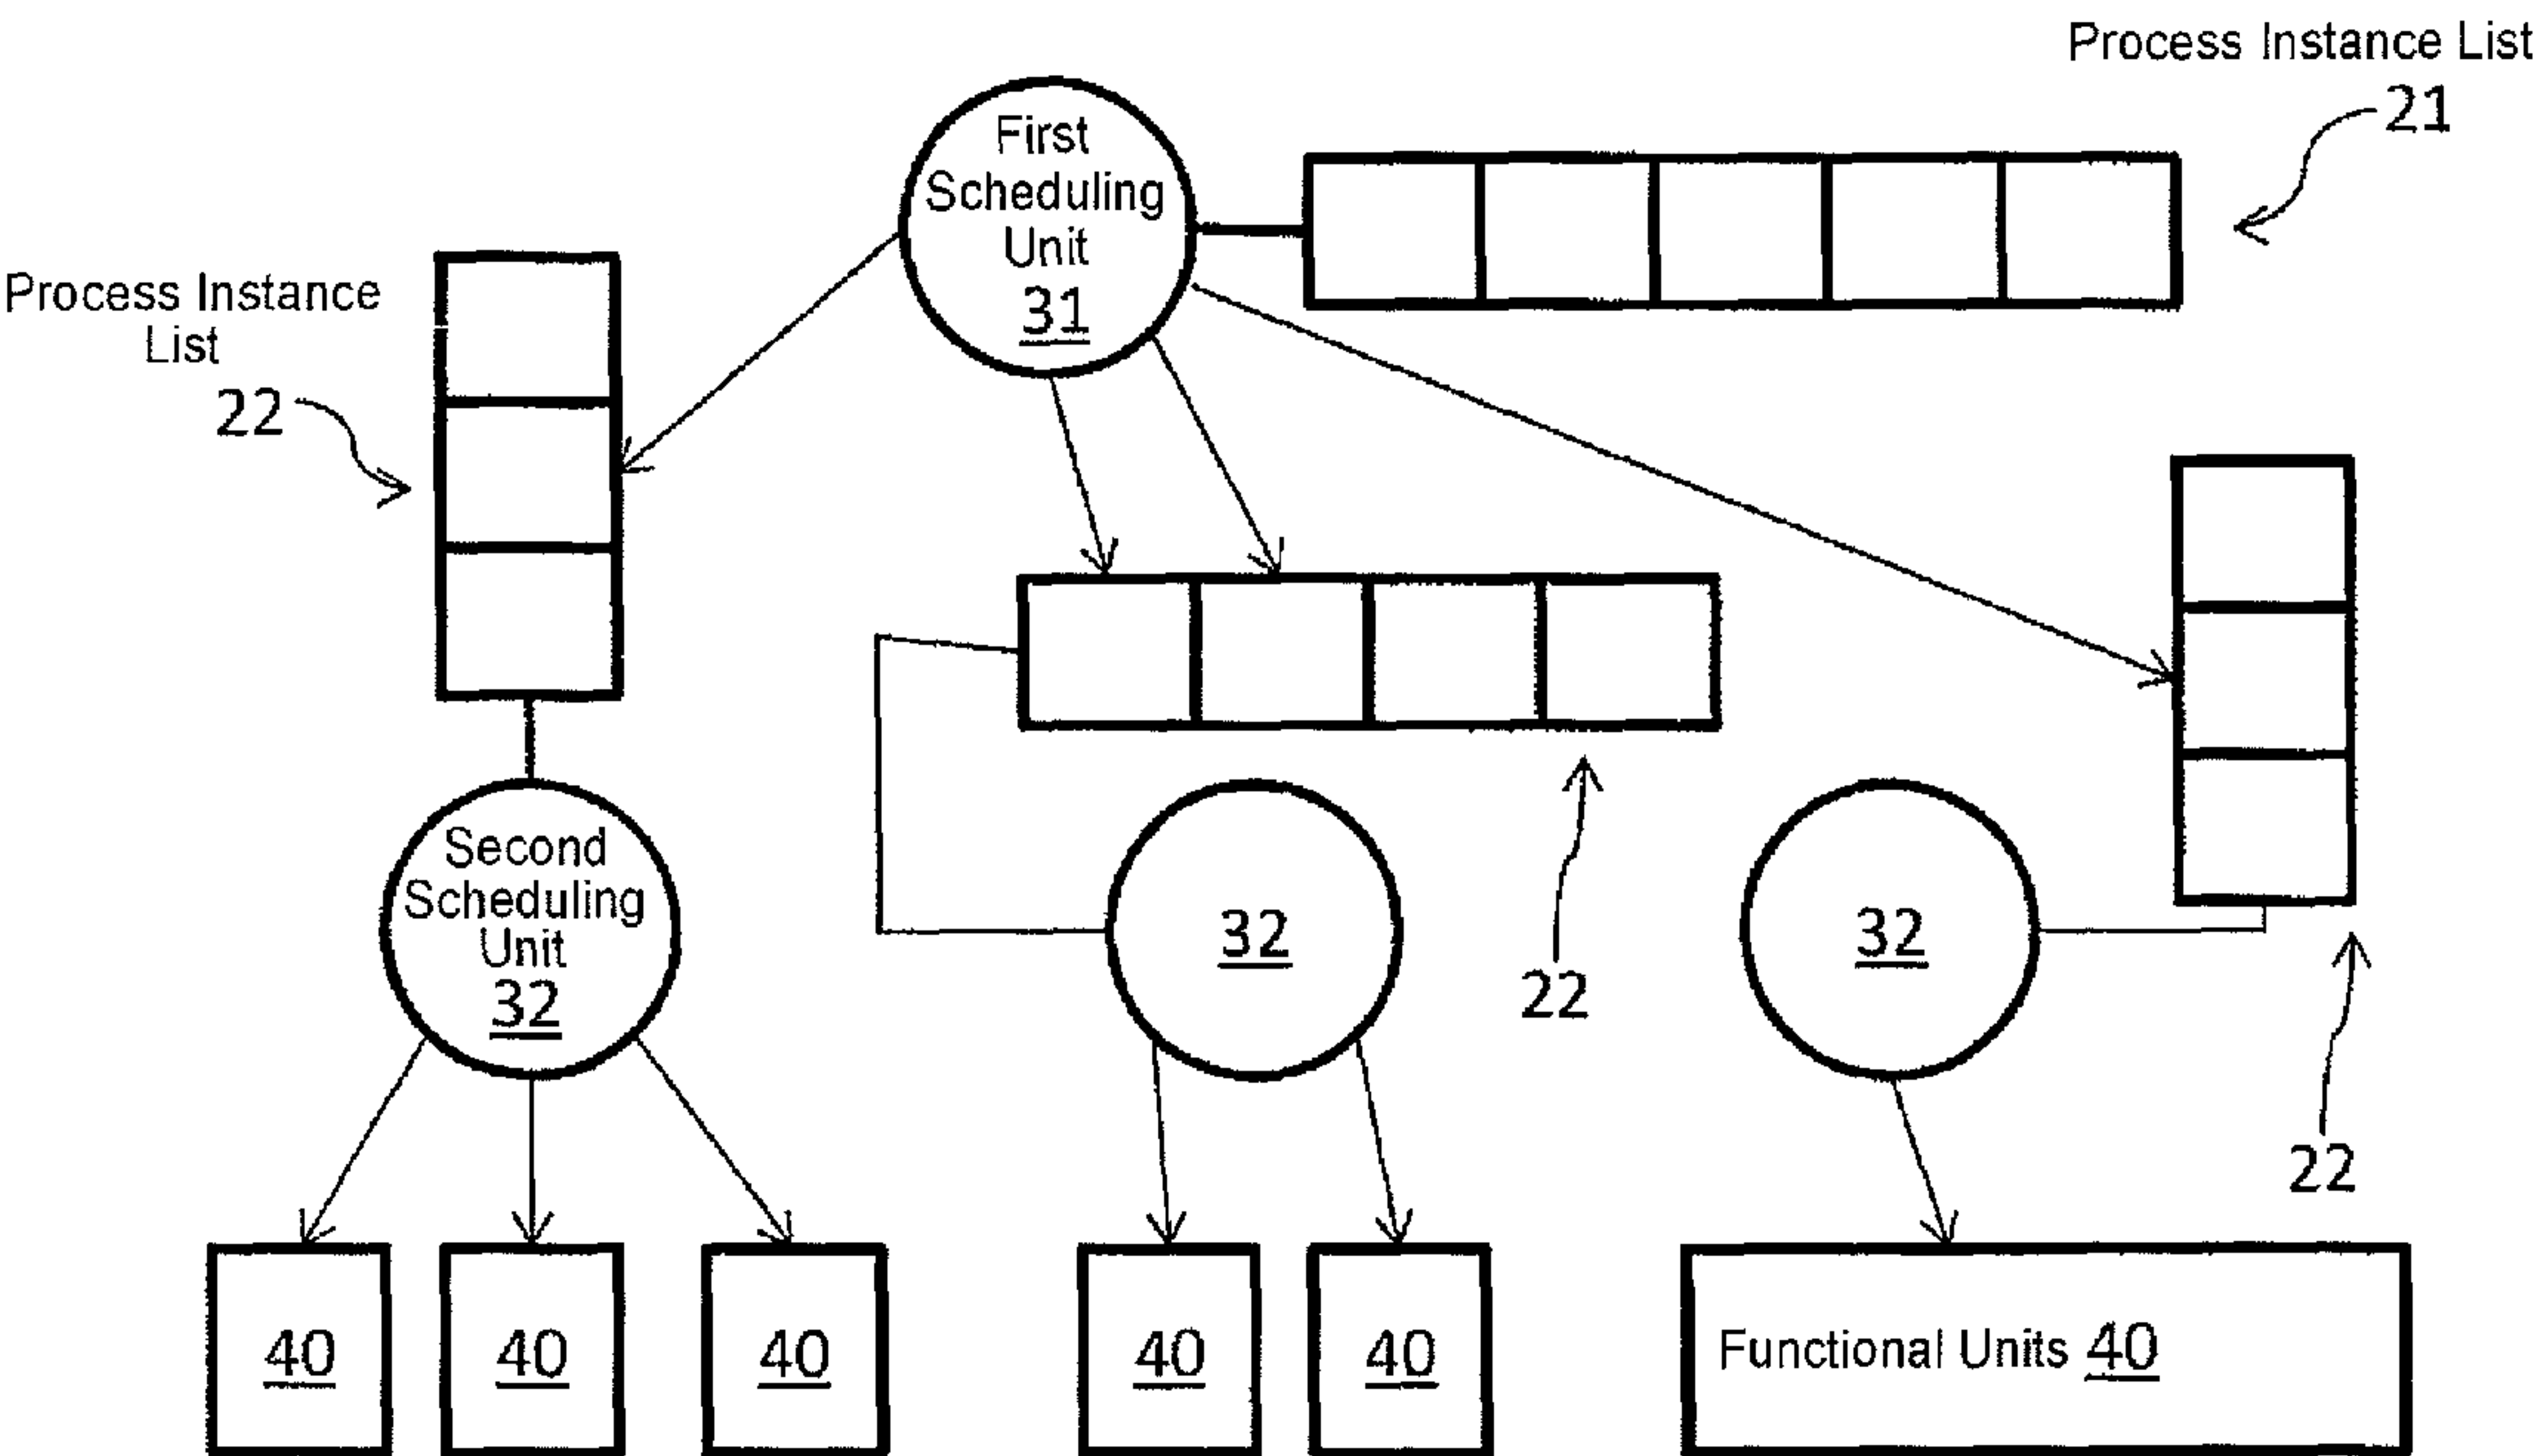 Process Instance List
21
First
Scheduling
Unit
31
Process Instance
List
22
Second
Scheduling
Unit
32
32
22
32
22
40
40
40
40
40
Functional Units 40